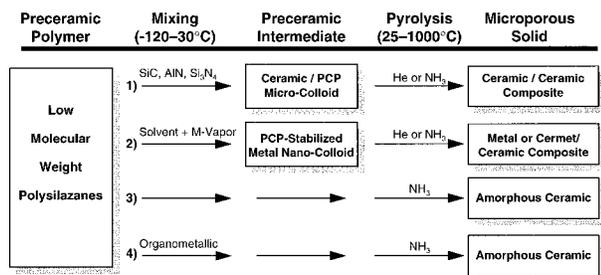 Preceramic Mixing Preceramic Pyrolysis Microporous
Polymer (-120–30°C) Intermediate (25–1000°C) Solid
Low
Molecular
Weight
Polysilazanes
1) SiC, AlN, Si₃N₄
Ceramic / PCP
Micro-Colloid
He or NH₃
Ceramic / Ceramic
Composite
2) Solvent + M-Vapor
PCP-Stabilized
Metal Nano-Colloid
He or NH₃
Metal or Cermet/
Ceramic Composite
3) NH₃
Amorphous Ceramic
4) Organometallic
NH₃
Amorphous Ceramic